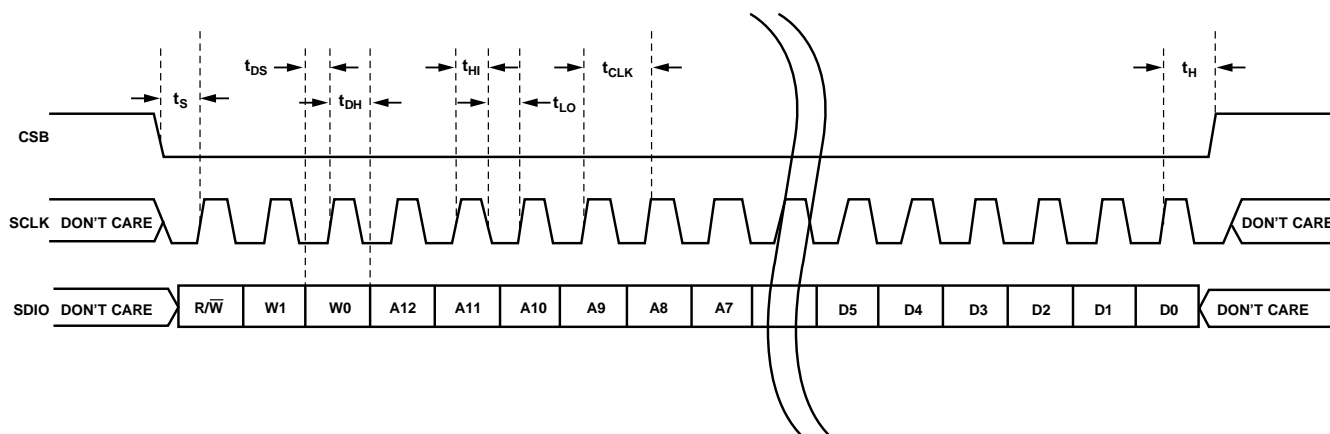 tDS
tHI
tCLK
tH
tS
tDH
tLO
CSB
SCLK DON'T CARE
DON'T CARE
SDIO DON'T CARE
R/W̅ W1 W0 A12 A11 A10 A9 A8 A7
D5 D4 D3 D2 D1 D0
DON'T CARE